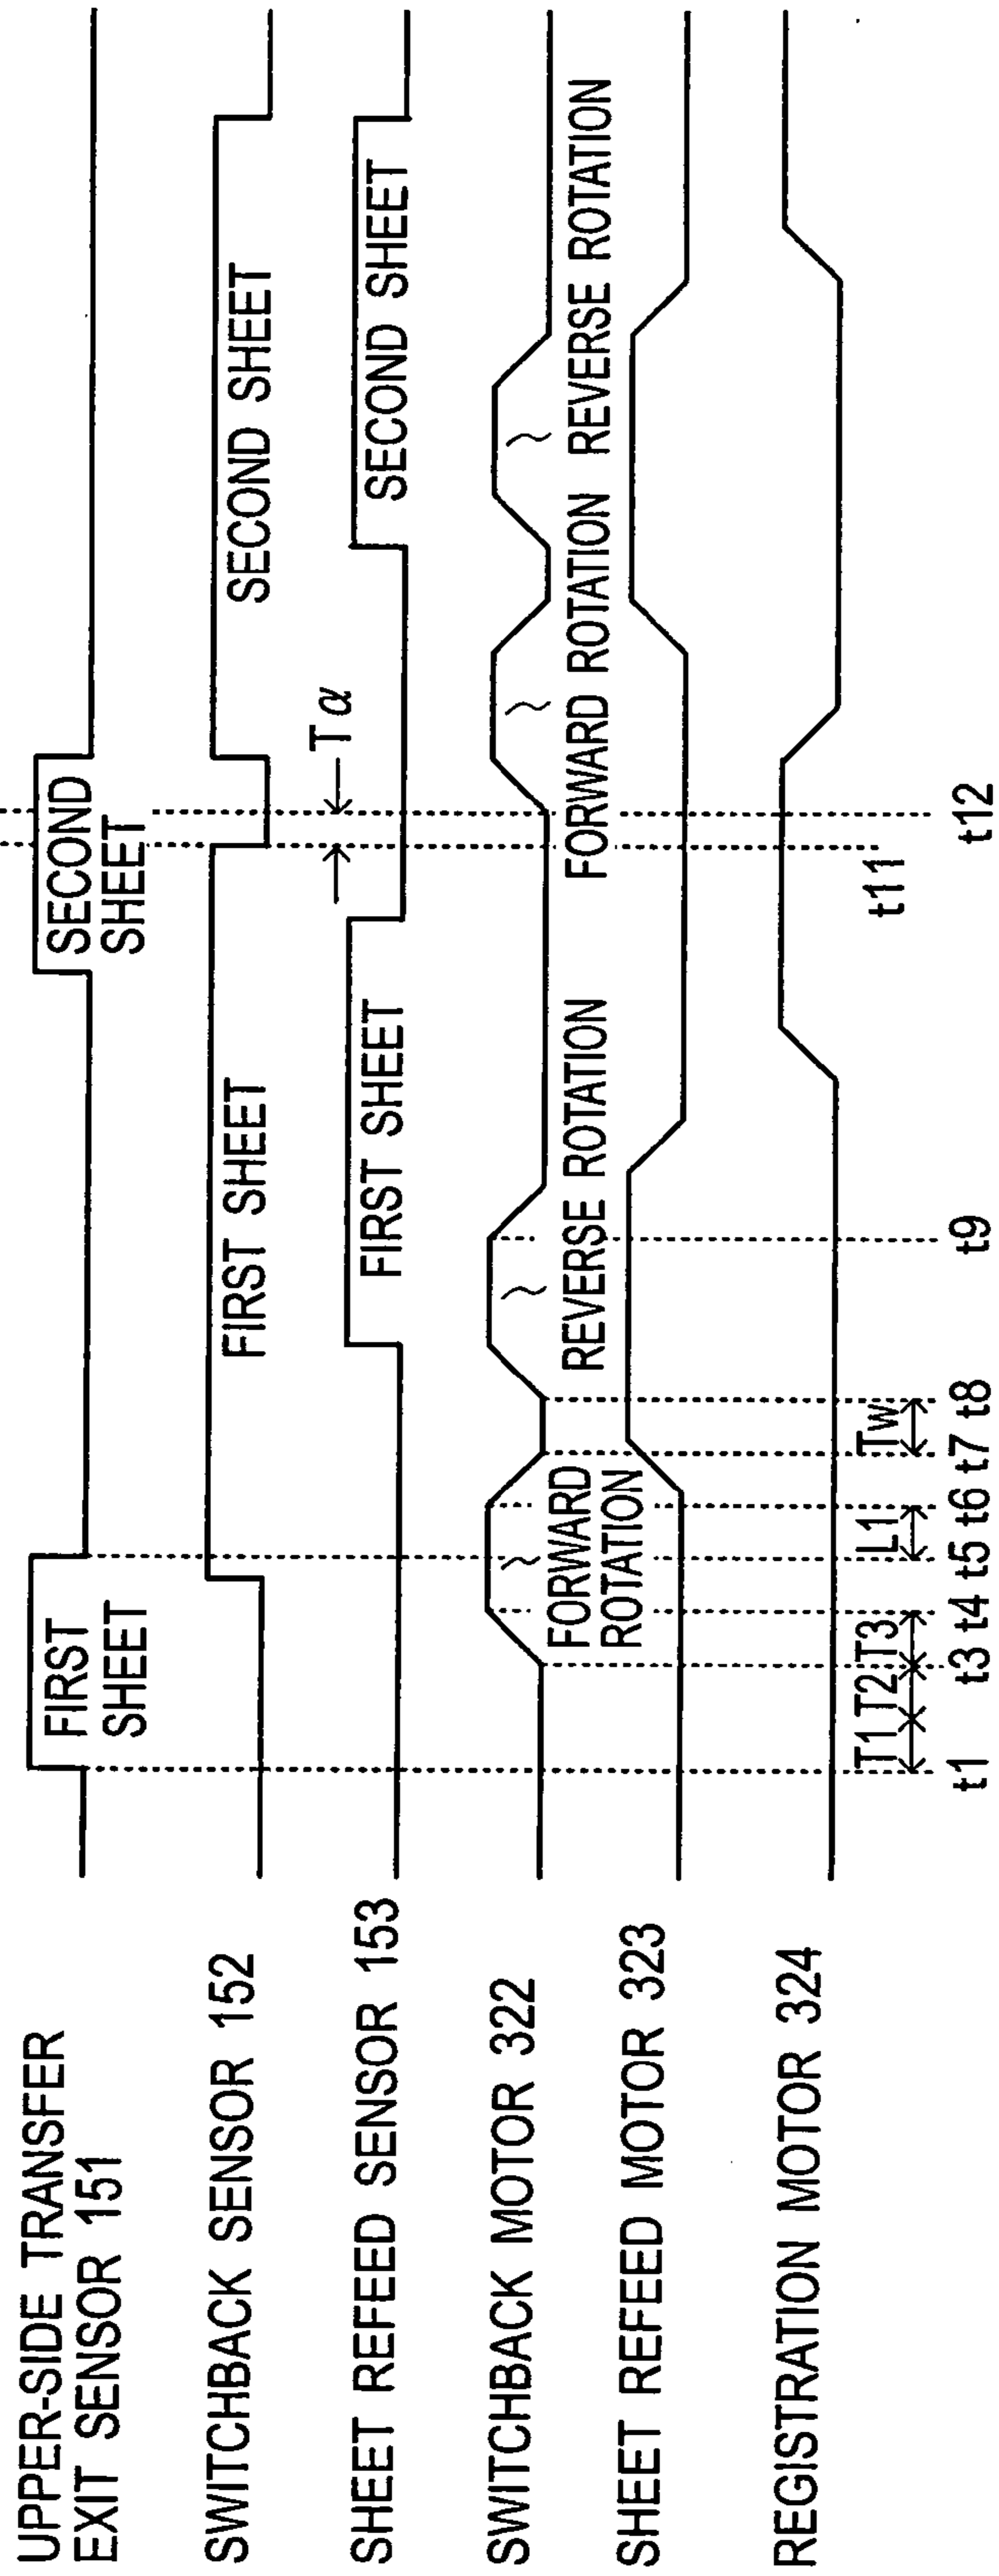 UPPER-SIDE TRANSFER
EXIT SENSOR 151
FIRST
SHEET
SECOND
SHEET
SWITCHBACK SENSOR 152
FIRST SHEET
SECOND SHEET
Tα
SHEET REFEED SENSOR 153
FIRST SHEET
SECOND SHEET
SWITCHBACK MOTOR 322
FORWARD
ROTATION
REVERSE ROTATION
FORWARD ROTATION
REVERSE ROTATION
SHEET REFEED MOTOR 323
REGISTRATION MOTOR 324
T1 T2 T3 L1 TW
t11
t1 t3 t4 t5 t6 t7 t8 t9 t12